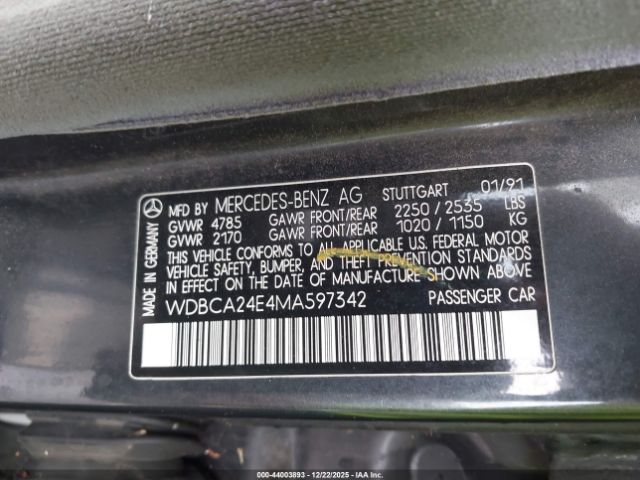 MADE IN GERMANY
MFD BY MERCEDES-BENZ AG STUTTGART 01/91
GVWR 4785 GAWR FRONT/REAR 2250/2535 LBS
GVWR 2170 GAWR FRONT/REAR 1020/1150 KG
THIS VEHICLE CONFORMS TO ALL APPLICABLE U.S. FEDERAL MOTOR
VEHICLE SAFETY, BUMPER, AND THEFT PREVENTION STANDARDS
IN EFFECT ON THE DATE OF MANUFACTURE SHOWN ABOVE
WDBCA24E4MA597342 PASSENGER CAR
000-44003893 - 12/22/2025 - IAA, Inc.